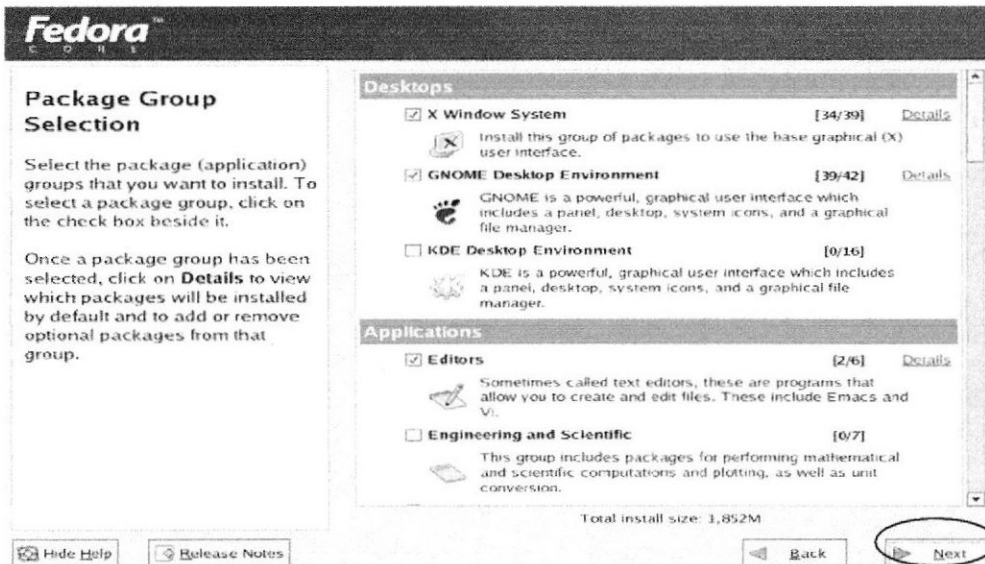 Fedora™
C O R E
Package Group
Selection
Select the package (application)
groups that you want to install. To
select a package group, click on
the check box beside it.
Once a package group has been
selected, click on Details to view
which packages will be installed
by default and to add or remove
optional packages from that
group.
Desktops
X Window System [34/39] Details
Install this group of packages to use the base graphical (X)
user interface.
GNOME Desktop Environment [39/42] Details
GNOME is a powerful, graphical user interface which
includes a panel, desktop, system icons, and a graphical
file manager.
KDE Desktop Environment [0/16]
KDE is a powerful, graphical user interface which includes
a panel, desktop, system icons, and a graphical file
manager.
Applications
Editors [2/6] Details
Sometimes called text editors, these are programs that
allow you to create and edit files. These include Emacs and
Vi.
Engineering and Scientific [0/7]
This group includes packages for performing mathematical
and scientific computations and plotting, as well as unit
conversion.
Total install size: 1,852M
Hide Help Release Notes Back Next